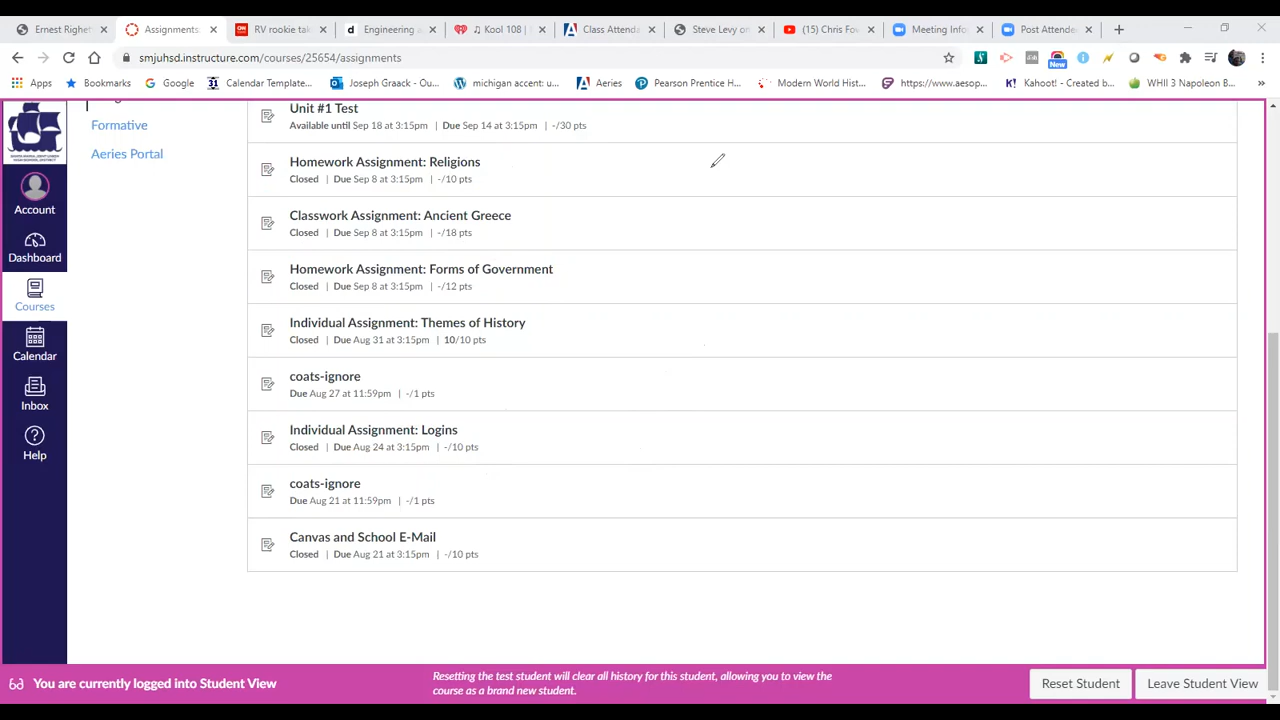 Ernest Righe
Assignments
RV rookie tak
Engineering a
♫ Kool 108 |
Class Attenda
Steve Levy on
(15) Chris Fow
Meeting Info
Post Attended
smjuhsd.instructure.com/courses/25654/assignments
New
Apps
Google
31 Calendar Template...
Joseph Graack - Ou...
michigan accent: u...
Aeries!
Pearson Prentice H...
Modern World Hist...
https://www.aesop...
Kahoot! - Created b...
WHII 3 Napoleon B...
Formative
Aeries Portal
Account
Dashboard
Courses
Calendar
Inbox
Help
Unit #1 Test
Available until Sep 18 at 3:15pm | Due Sep 14 at 3:15pm | -/30 pts
Homework Assignment: Religions
Closed | Due Sep 8 at 3:15pm | -/10 pts
Classwork Assignment: Ancient Greece
Closed | Due Sep 8 at 3:15pm | -/18 pts
Homework Assignment: Forms of Government
Closed | Due Sep 8 at 3:15pm | -/12 pts
Individual Assignment: Themes of History
Closed | Due Aug 31 at 3:15pm | 10/10 pts
coats-ignore
Due Aug 27 at 11:59pm | -/1 pts
Individual Assignment: Logins
Closed | Due Aug 24 at 3:15pm | -/10 pts
coats-ignore
Due Aug 21 at 11:59pm | -/1 pts
Canvas and School E-Mail
Closed | Due Aug 21 at 3:15pm | -/10 pts
You are currently logged into Student View
Resetting the test student will clear all history for this student, allowing you to view the
course as a brand new student.
Reset Student
Leave Student View